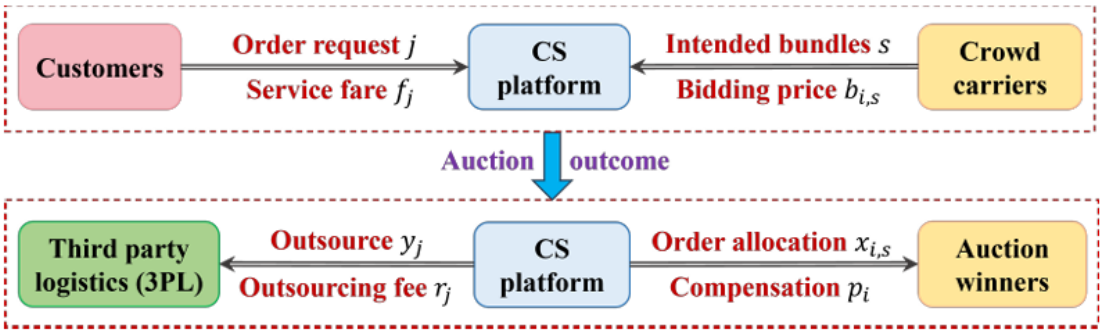 Customers
Order request j
Service fare f_j
CS
platform
Intended bundles s
Bidding price b_{i,s}
Crowd
carriers
Auction outcome
Third party
logistics (3PL)
Outsource y_j
Outsourcing fee r_j
CS
platform
Order allocation x_{i,s}
Compensation p_i
Auction
winners